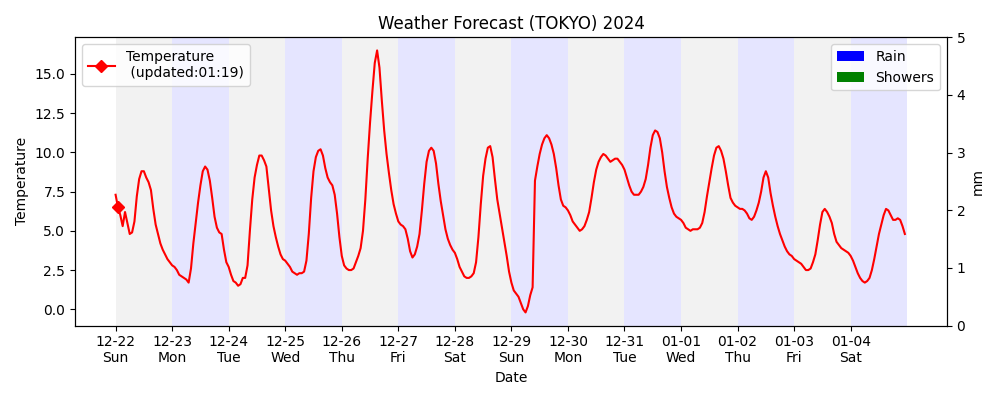 Weather Forecast (TOKYO) 2024
Temperature
(updated:01:19)
Rain
Showers
Temperature
15.0
12.5
10.0
7.5
5.0
2.5
0.0
5
4
3
2
1
0
mm
12-22 12-23 12-24 12-25 12-26 12-27 12-28 12-29 12-30 12-31 01-01 01-02 01-03 01-04
Sun Mon Tue Wed Thu Fri Sat Sun Mon Tue Wed Thu Fri Sat
Date